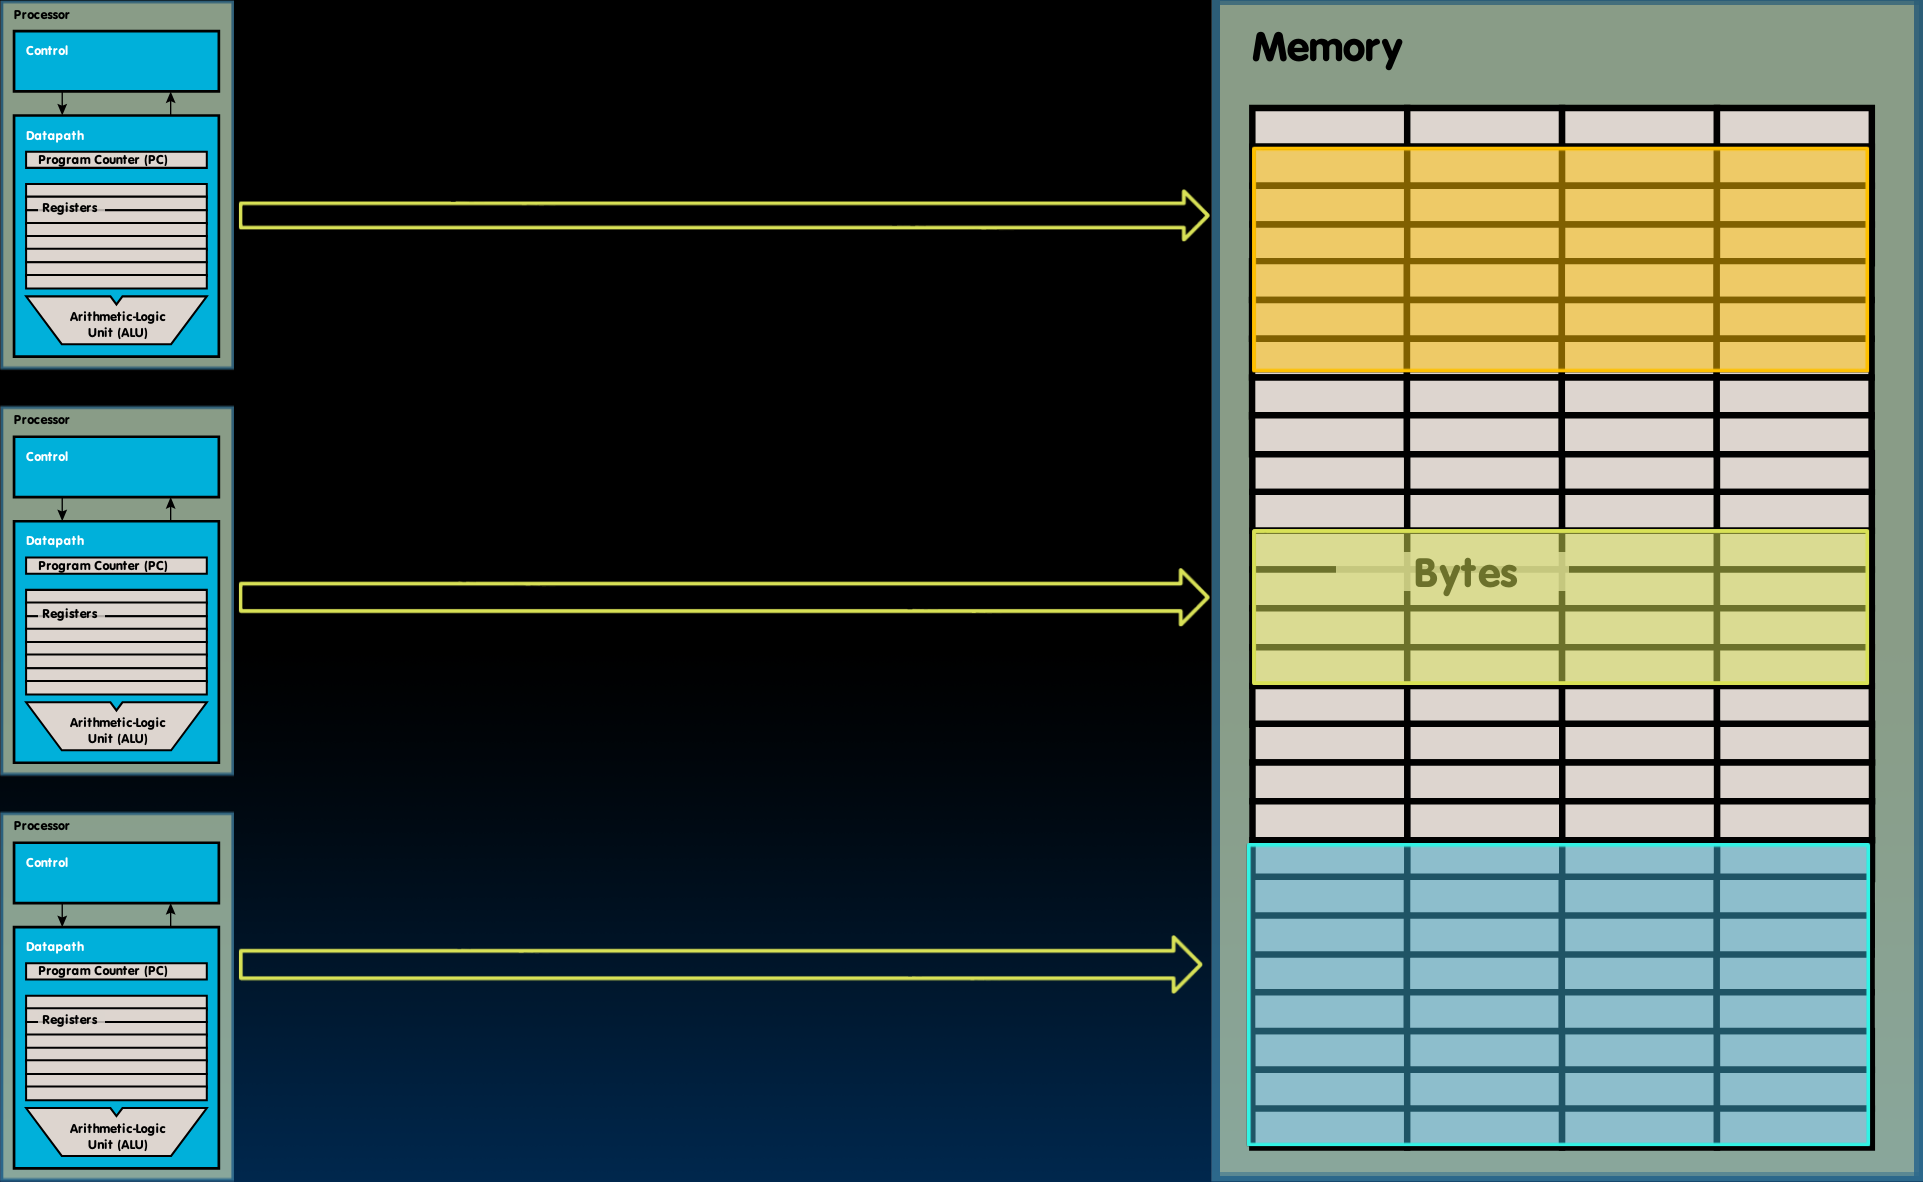 Processor
Control
Datapath
Program Counter (PC)
Registers
Arithmetic-Logic
Unit (ALU)
Processor
Control
Datapath
Program Counter (PC)
Registers
Arithmetic-Logic
Unit (ALU)
Processor
Control
Datapath
Program Counter (PC)
Registers
Arithmetic-Logic
Unit (ALU)
Memory
Bytes